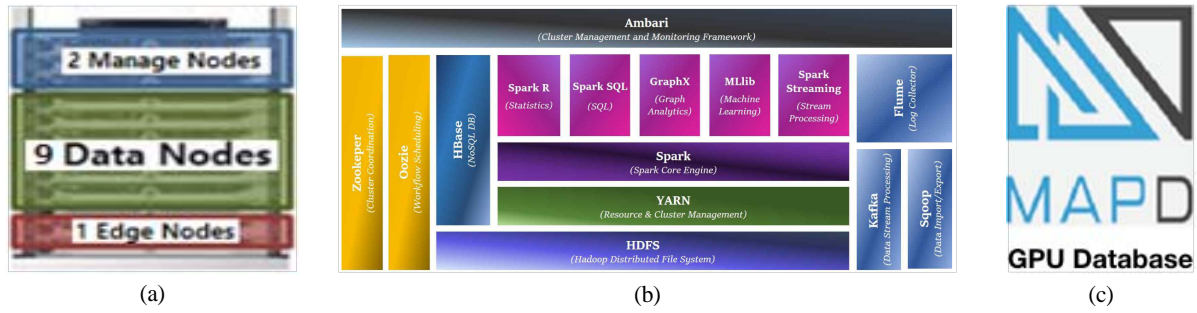 2 Manage Nodes
9 Data Nodes
1 Edge Nodes
(a)
Ambari
(Cluster Management and Monitoring Framework)
Zookeper
(Cluster Coordination)
Oozie
(Workflow Scheduling)
HBase
(NoSQL DB)
Spark R
(Statistics)
Spark SQL
(SQL)
GraphX
(Graph
Analytics)
MLlib
(Machine
Learning)
Spark
Streaming
(Stream
Processing)
Flume
(Log Collector)
Spark
(Spark Core Engine)
YARN
(Resource & Cluster Management)
HDFS
(Hadoop Distributed File System)
Kafka
(Data Stream Processing)
Sqoop
(Data Import/Export)
(b)
MAPD
GPU Database
(c)